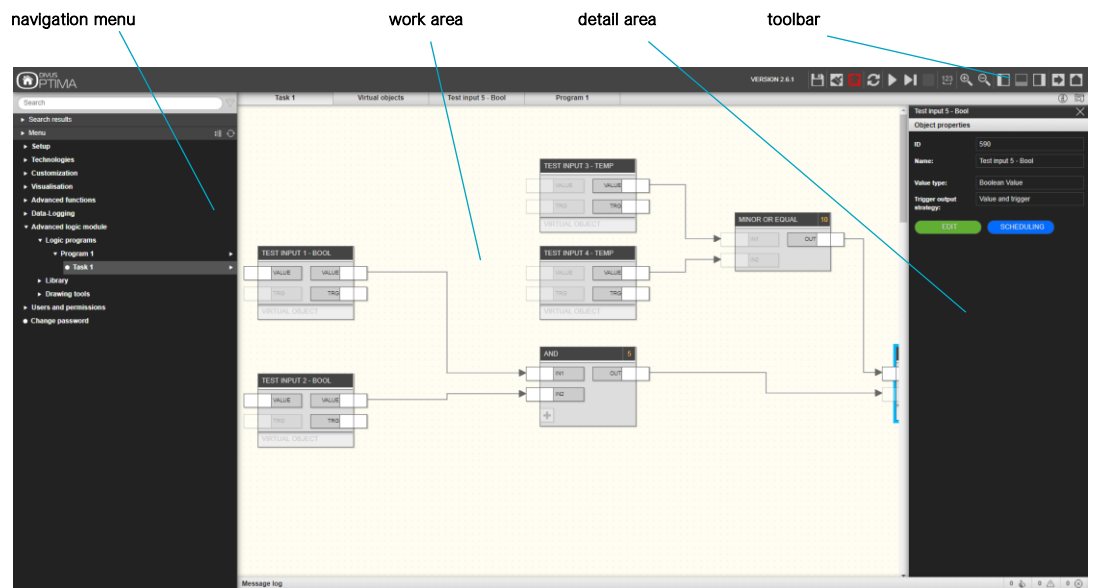 navigation menu
work area
detail area
toolbar
DIVUS
OPTIMA
VERSION 2.6.1
123
Search
Task 1
Virtual objects
Test input 5 - Bool
Program 1
Search results
Menu
Setup
Technologies
Customization
Visualisation
Advanced functions
Data-Logging
Advanced logic module
Logic programs
Program 1
Task 1
Library
Drawing tools
Users and permissions
Change password
TEST INPUT 1 - BOOL
VALUE VALUE
TRG TRG
VIRTUAL OBJECT
TEST INPUT 2 - BOOL
VALUE VALUE
TRG TRG
VIRTUAL OBJECT
TEST INPUT 3 - TEMP
VALUE VALUE
TRG TRG
VIRTUAL OBJECT
TEST INPUT 4 - TEMP
VALUE VALUE
TRG TRG
VIRTUAL OBJECT
AND 5
IN1 OUT
IN2
MINOR OR EQUAL 10
IN1 OUT
IN2
Test input 5 - Bool
Object properties
ID 590
Name: Test input 5 - Bool
Value type: Boolean Value
Trigger output strategy: Value and trigger
EDIT SCHEDULING
Message log
0 0 0